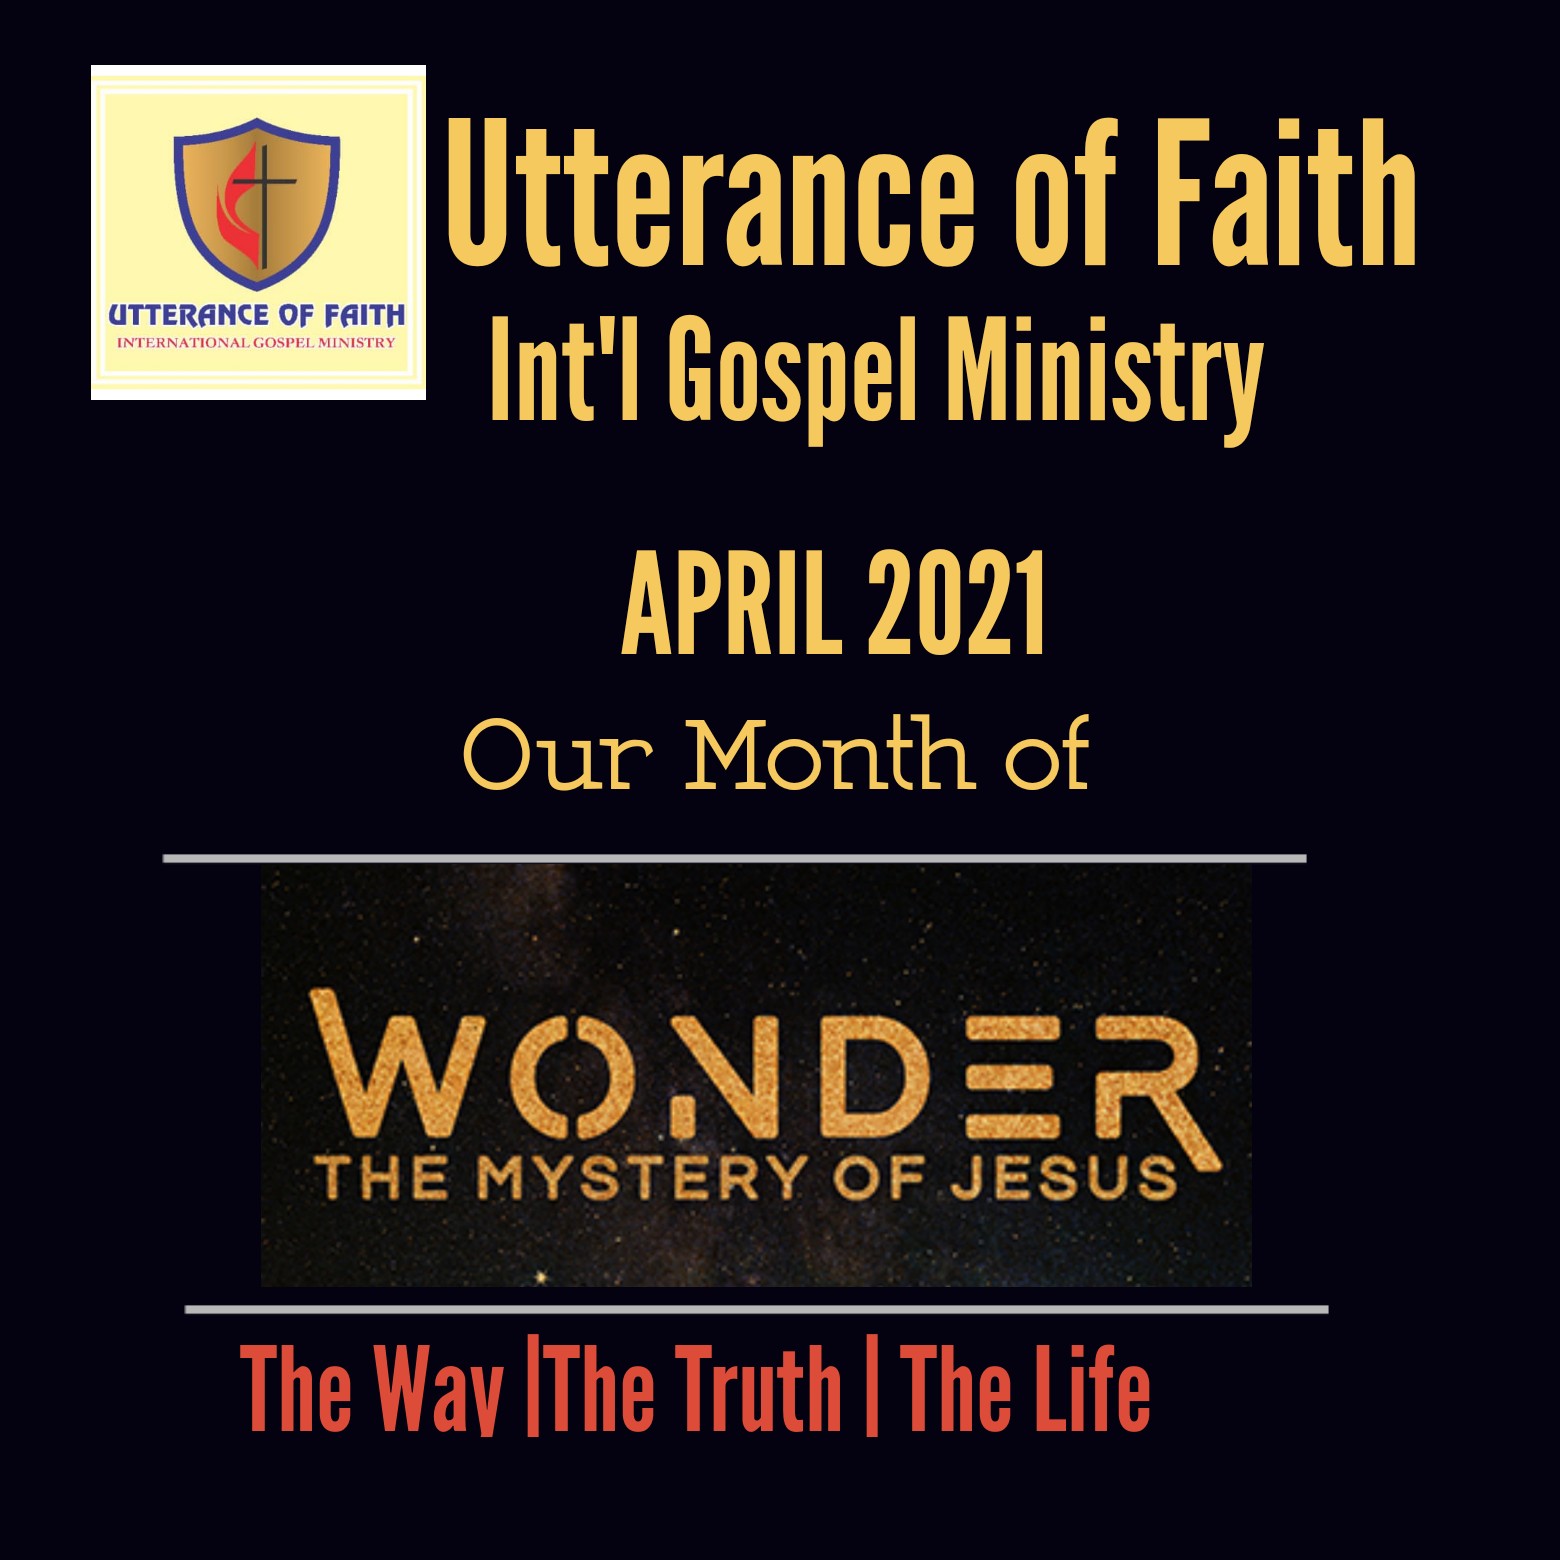 Utterance of Faith
Int'l Gospel Ministry
UTTERANCE OF FAITH
INTERNATIONAL GOSPEL MINISTRY
APRIL 2021
Our Month of
WONDER
THE MYSTERY OF JESUS
The Way |The Truth | The Life